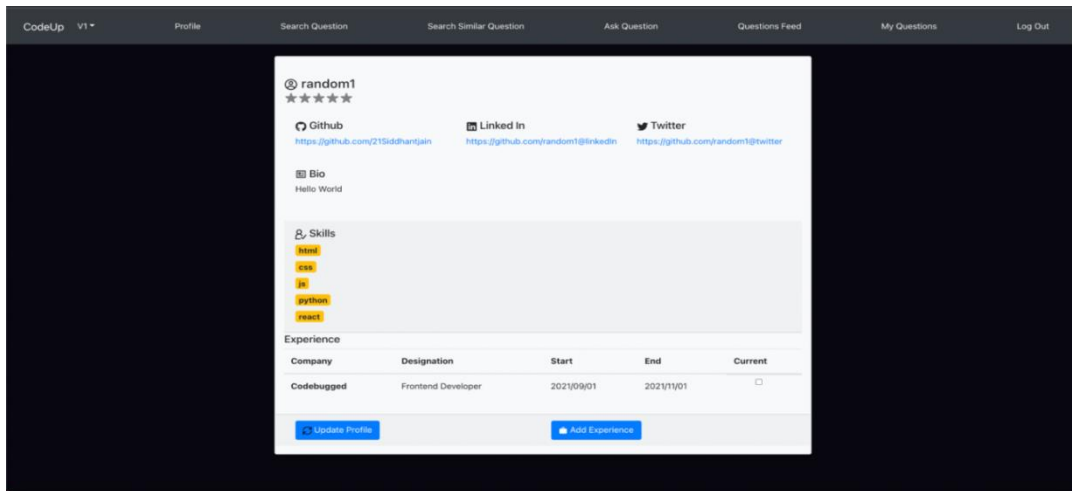 CodeUp V1 Profile Search Question Search Similar Question Ask Question Questions Feed My Questions Log Out
random1
Github Linked In Twitter
https://github.com/21Siddhantjain https://github.com/random1@linkedIn https://github.com/random1@twitter
Bio
Hello World
Skills
html
css
js
python
react
Experience
Company Designation Start End Current
Codebugged Frontend Developer 2021/09/01 2021/11/01
Update Profile Add Experience